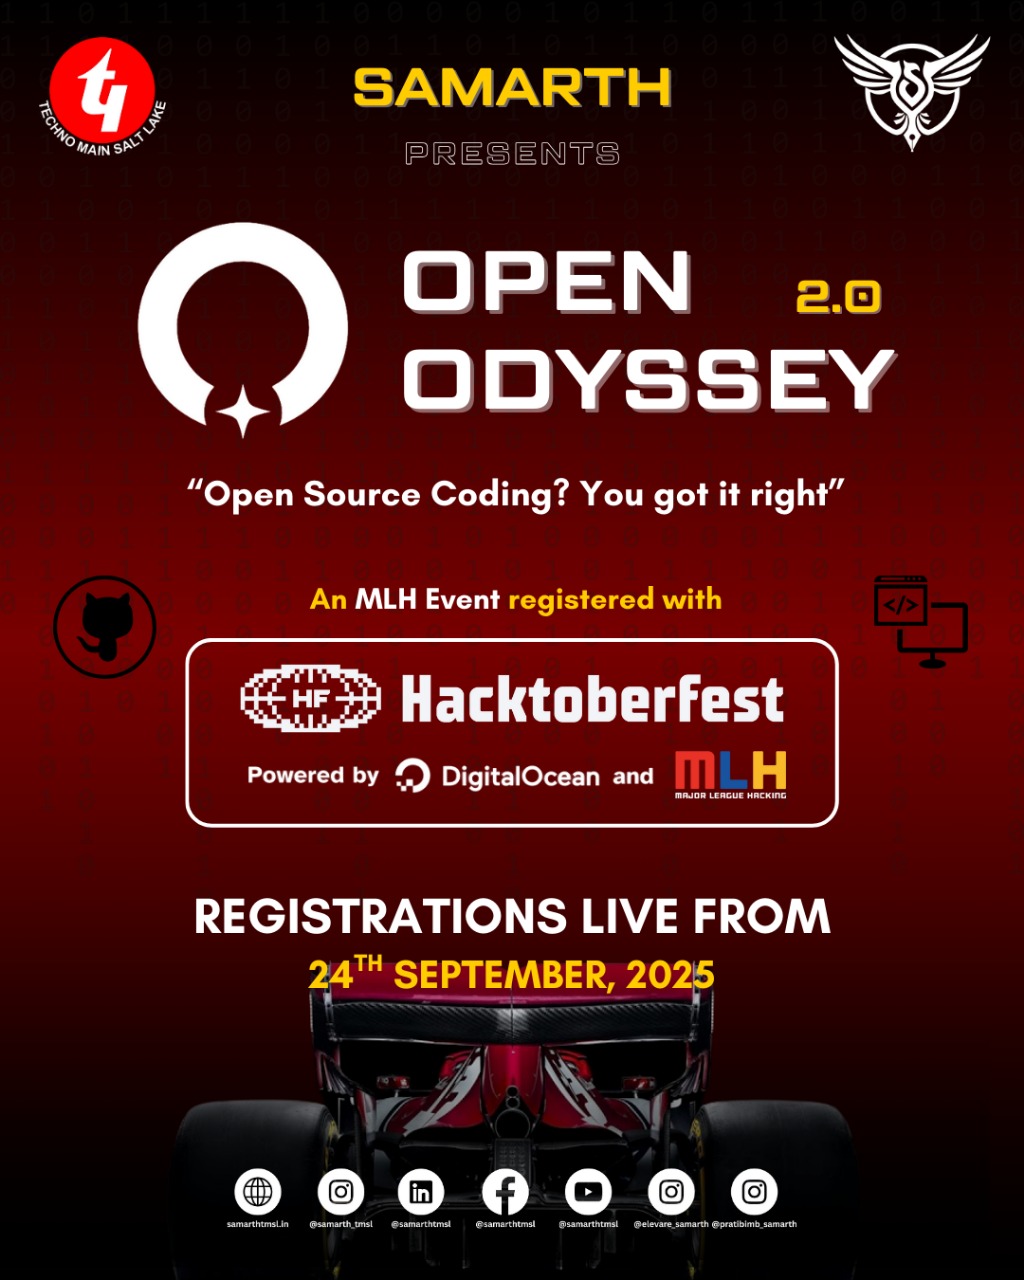 TECHNO MAIN SALT LAKE
SAMARTH
PRESENTS
OPEN
2.0
ODYSSEY
“Open Source Coding? You got it right”
An MLH Event registered with
</>
HF
Hacktoberfest
Powered by DigitalOcean and MLH
MAJOR LEAGUE HACKING
REGISTRATIONS LIVE FROM
24TH SEPTEMBER, 2025
samarthtmsl.in @samarth_tmsl @samarthtmsl @samarthtmsl @samarthtmsl @elevare_samarth @pratibimb_samarth